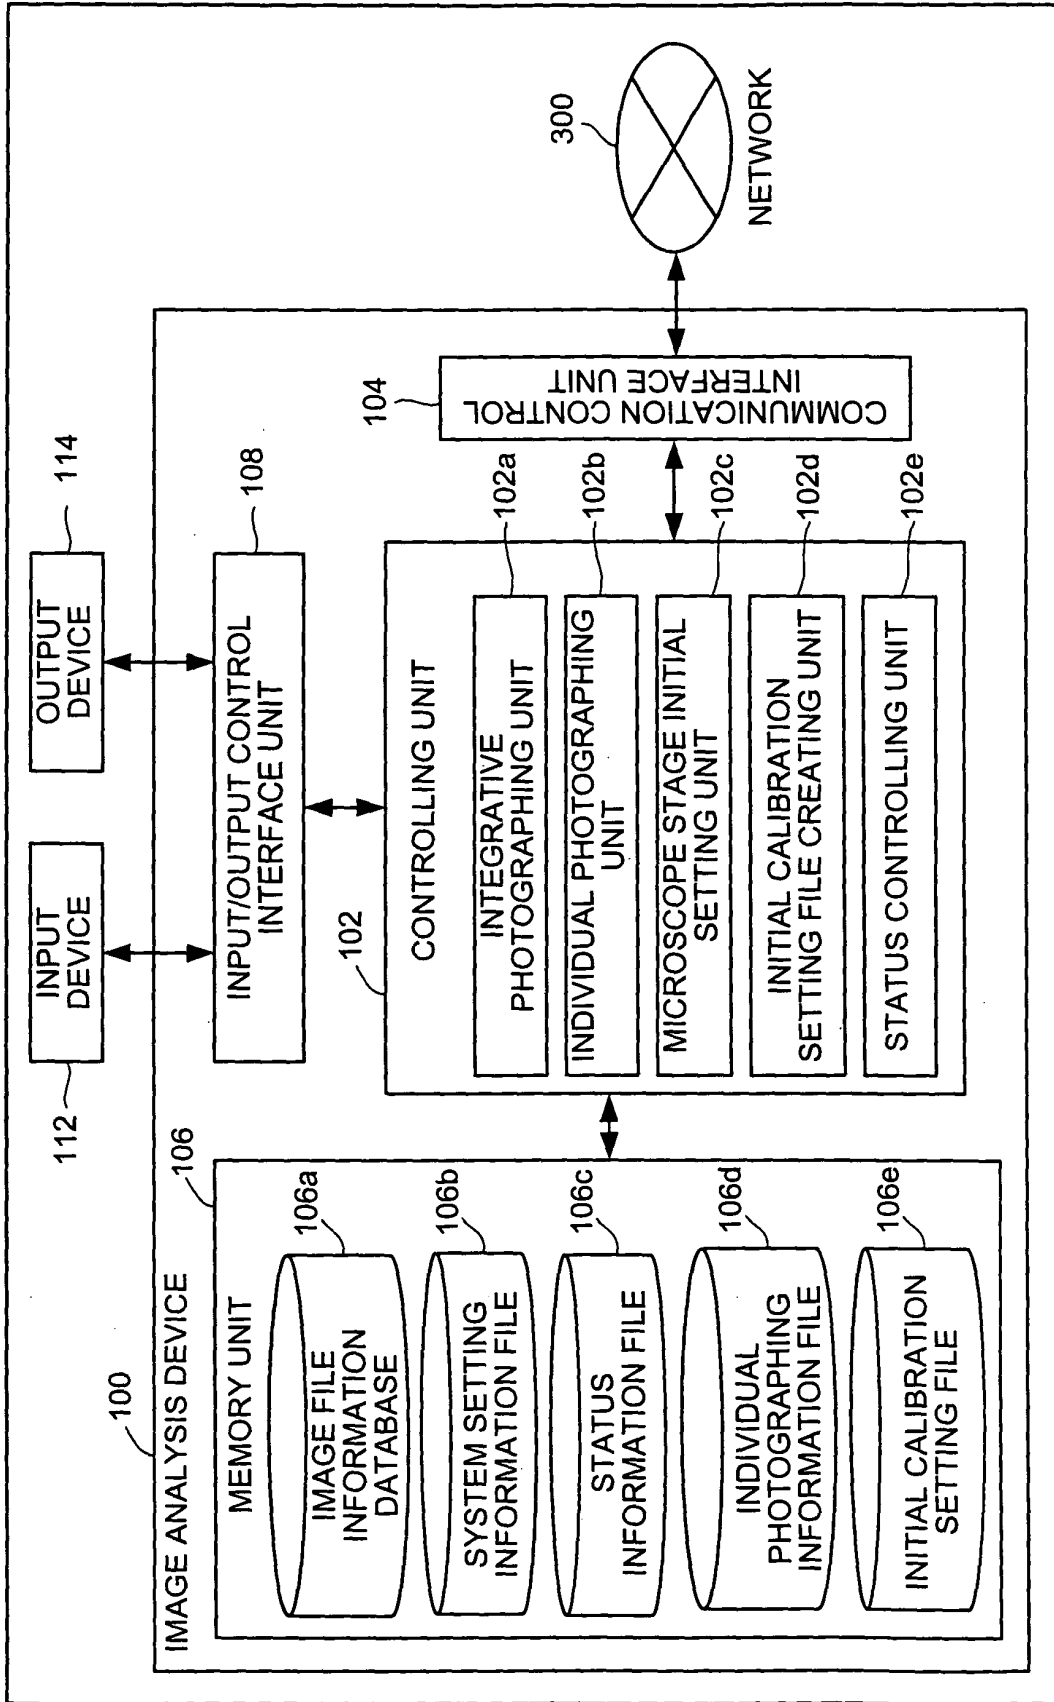 112
INPUT
DEVICE
OUTPUT
DEVICE
114
100
IMAGE ANALYSIS DEVICE
INPUT/OUTPUT CONTROL
INTERFACE UNIT
108
106
MEMORY UNIT
IMAGE FILE
INFORMATION
DATABASE
106a
SYSTEM SETTING
INFORMATION FILE
106b
STATUS
INFORMATION FILE
106c
INDIVIDUAL
PHOTOGRAPHING
INFORMATION FILE
106d
INITIAL CALIBRATION
SETTING FILE
106e
102
CONTROLLING UNIT
INTEGRATIVE
PHOTOGRAPHING UNIT
102a
INDIVIDUAL PHOTOGRAPHING
UNIT
102b
MICROSCOPE STAGE INITIAL
SETTING UNIT
102c
INITIAL CALIBRATION
SETTING FILE CREATING UNIT
102d
STATUS CONTROLLING UNIT
102e
104
COMMUNICATION CONTROL
INTERFACE UNIT
300
NETWORK